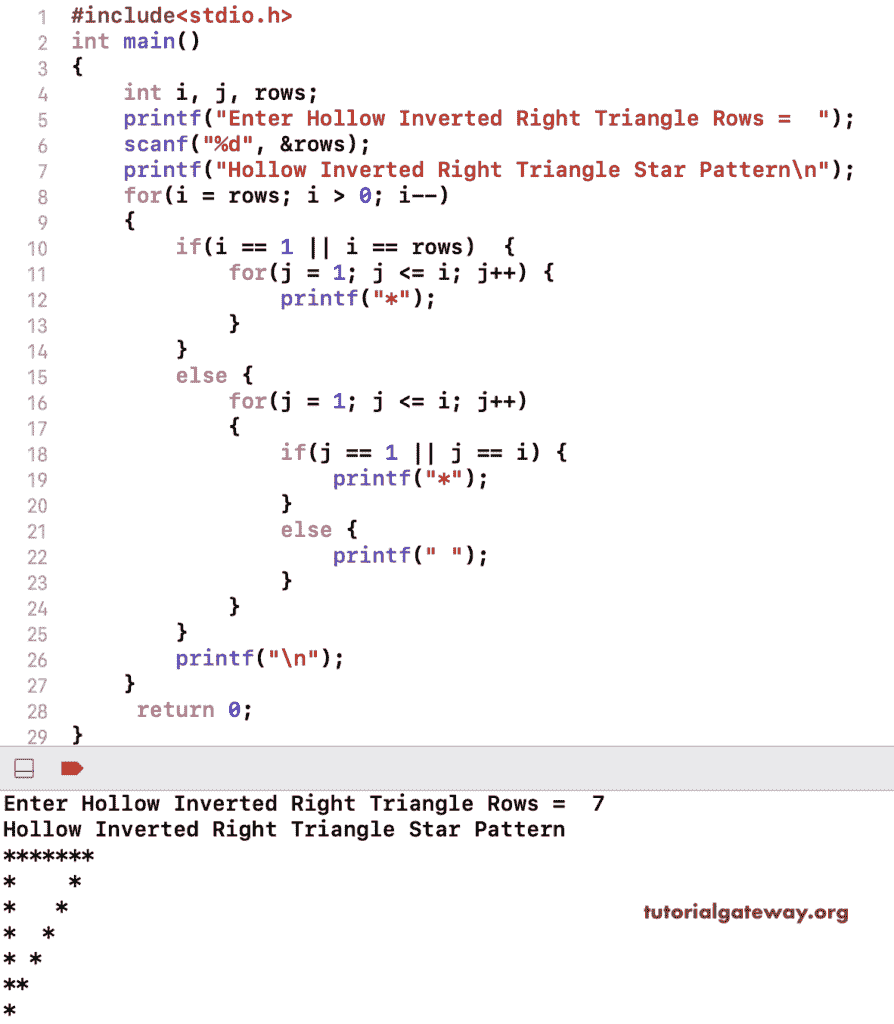 1 #include<stdio.h>
2 int main()
3 {
4     int i, j, rows;
5     printf("Enter Hollow Inverted Right Triangle Rows =  ");
6     scanf("%d", &rows);
7     printf("Hollow Inverted Right Triangle Star Pattern\n");
8     for(i = rows; i > 0; i--)
9     {
10         if(i == 1 || i == rows)  {
11             for(j = 1; j <= i; j++) {
12                 printf("*");
13             }
14         }
15         else {
16             for(j = 1; j <= i; j++)
17             {
18                 if(j == 1 || j == i) {
19                     printf("*");
20                 }
21                 else {
22                     printf(" ");
23                 }
24             }
25         }
26         printf("\n");
27     }
28      return 0;
29 }
Enter Hollow Inverted Right Triangle Rows =  7
Hollow Inverted Right Triangle Star Pattern
*******
*    *
*   *
tutorialgateway.org
*  *
* *
**
*